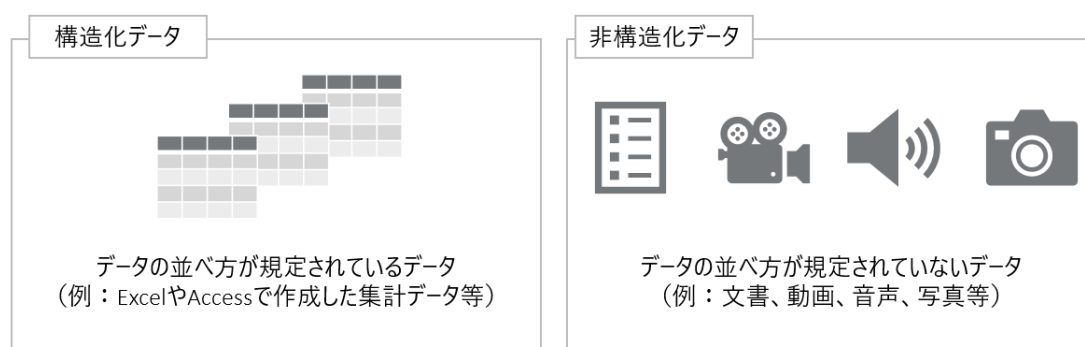 構造化データ
データの並べ方が規定されているデータ
（例：ExcelやAccessで作成した集計データ等）
非構造化データ
データの並べ方が規定されていないデータ
（例：文書、動画、音声、写真等）